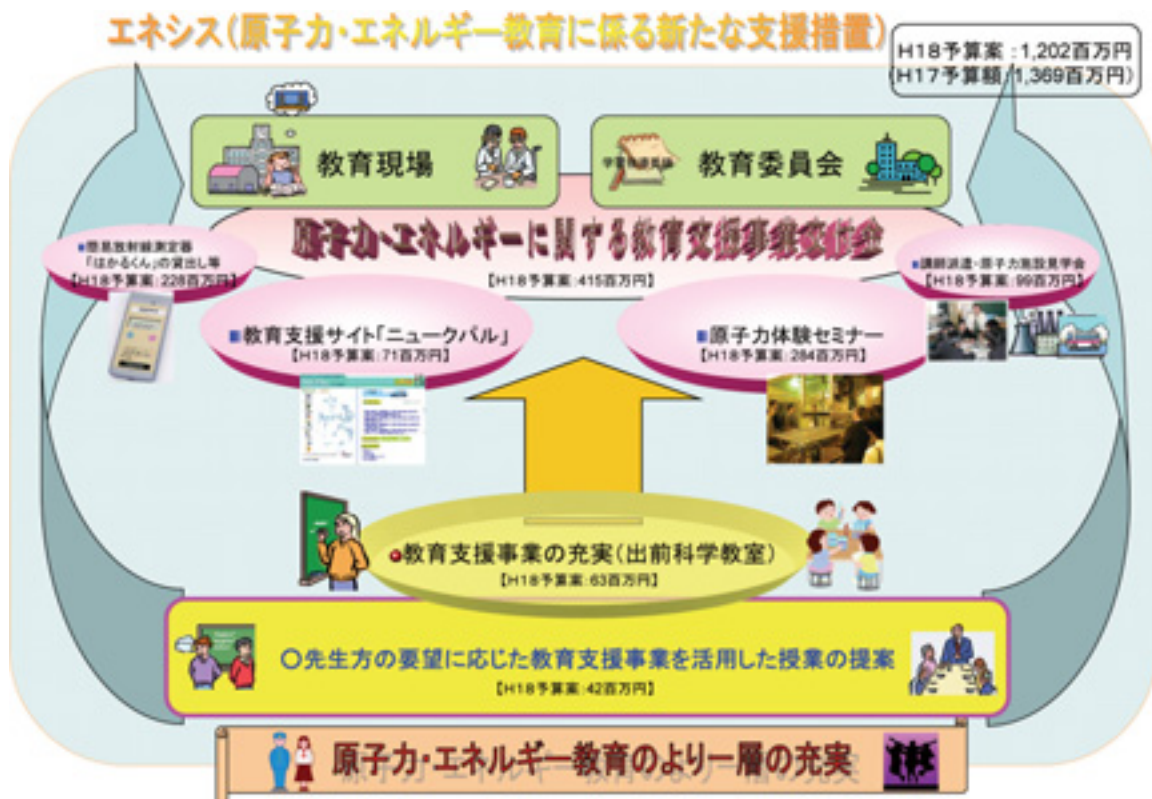 エネシス(原子力・エネルギー教育に係る新たな支援措置)
H18予算案:1,202百万円
(H17予算額:1,369百万円)
教育現場
教育委員会
原子力・エネルギーに関する教育支援事業交付金
【H18予算案:415百万円】
■簡易放射線測定器
「はかるくん」の貸出し等
【H18予算案:228百万円】
■講師派遣・原子力施設見学会
【H18予算案:99百万円】
■教育支援サイト「ニュークパル」
【H18予算案:71百万円】
■原子力体験セミナー
【H18予算案:284百万円】
●教育支援事業の充実(出前科学教室)
【H18予算案:63百万円】
○先生方の要望に応じた教育支援事業を活用した授業の提案
【H18予算案:42百万円】
原子力・エネルギー教育のより一層の充実